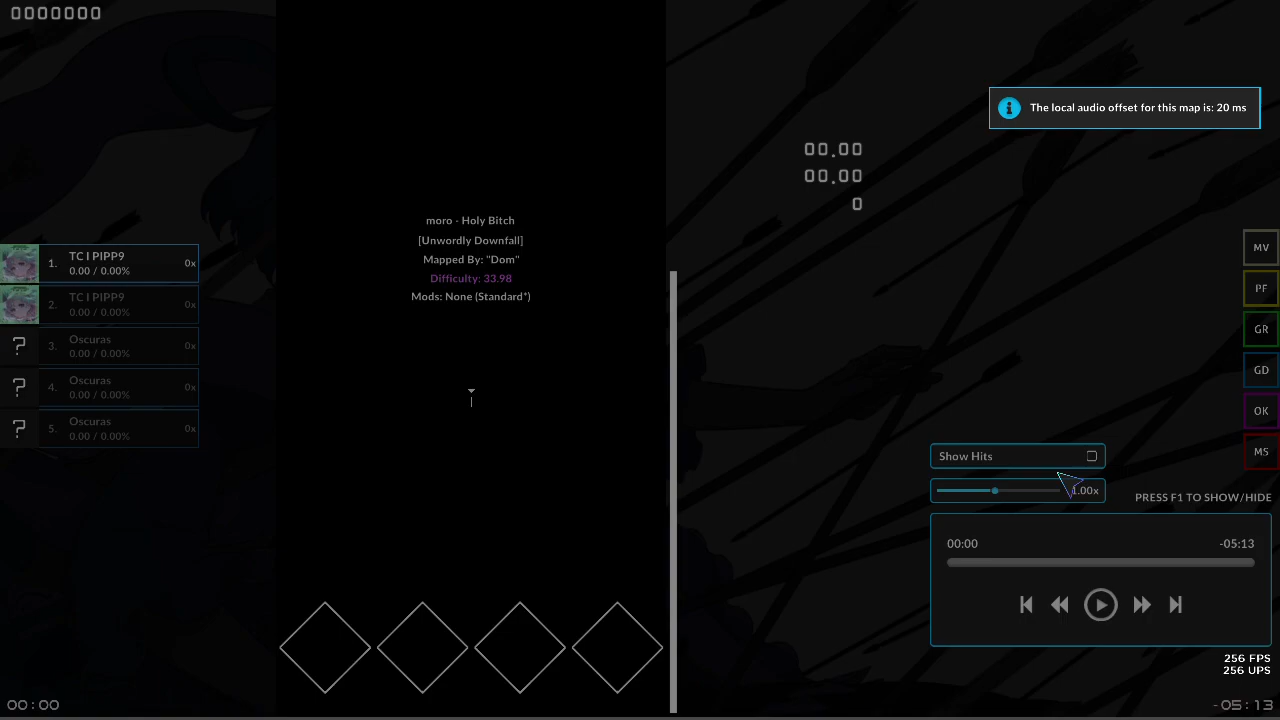 0000000
The local audio offset for this map is: 20 ms
00.00
00.00
0
moro - Holy Bitch
[Unwordly Downfall]
Mapped By: "Dom"
Difficulty: 33.98
Mods: None (Standard*)
1. TC I PIPP9 0x
0.00 / 0.00%
2. TC I PIPP9 0x
0.00 / 0.00%
? 3. Oscuras 0x
0.00 / 0.00%
? 4. Oscuras 0x
0.00 / 0.00%
? 5. Oscuras 0x
0.00 / 0.00%
MV
PF
GR
GD
OK
MS
Show Hits
1.00x
PRESS F1 TO SHOW/HIDE
00:00 -05:13
256 FPS
256 UPS
00:00 -05:13